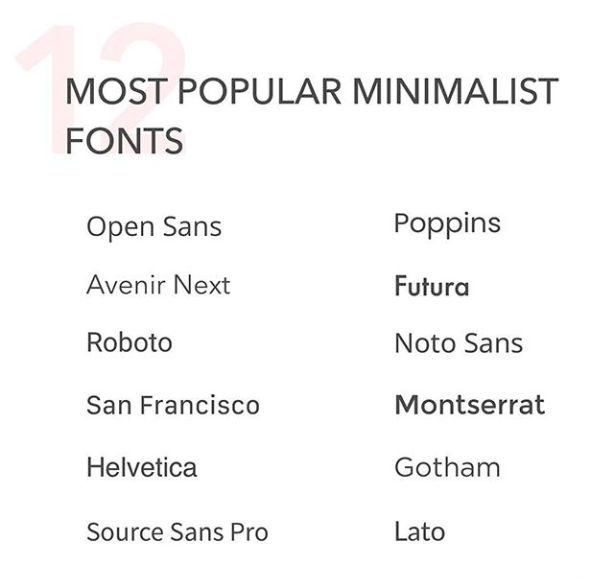 12
MOST POPULAR MINIMALIST
FONTS
Open Sans
Avenir Next
Roboto
San Francisco
Helvetica
Source Sans Pro
Poppins
Futura
Noto Sans
Montserrat
Gotham
Lato